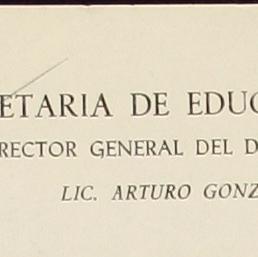 ETARIA DE EDUC
RECTOR GENERAL DEL D
LIC. ARTURO GONZ